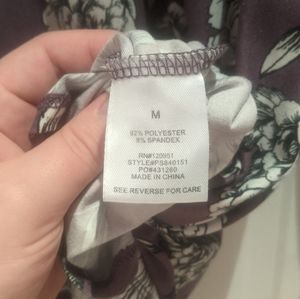 M
92% POLYESTER
8% SPANDEX
RN#120951
STYLE#PS840151
PO#431260
MADE IN CHINA
SEE REVERSE FOR CARE